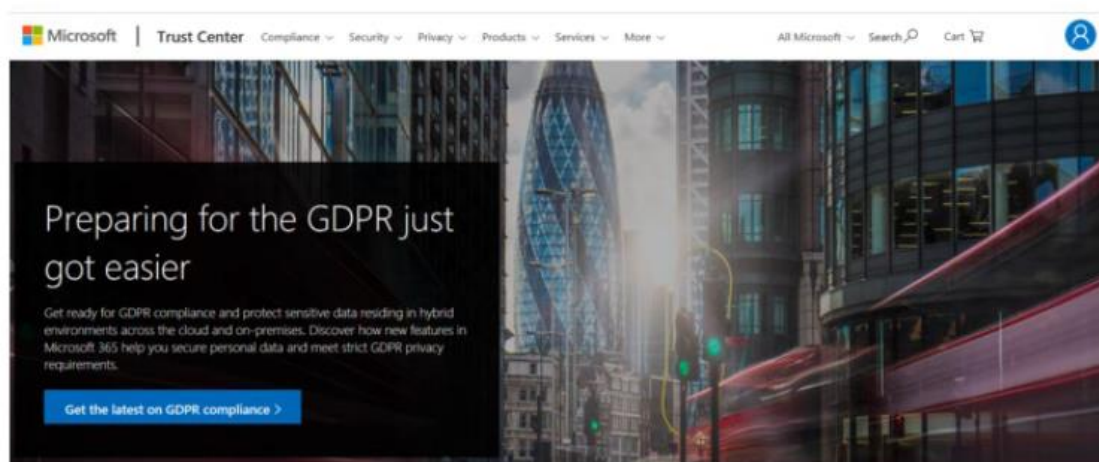 Microsoft | Trust Center Compliance Security Privacy Products Services More All Microsoft Search Cart
Preparing for the GDPR just
got easier
Get ready for GDPR compliance and protect sensitive data residing in hybrid
environments across the cloud and on-premises. Discover how new features in
Microsoft 365 help you secure personal data and meet strict GDPR privacy
requirements.
Get the latest on GDPR compliance >